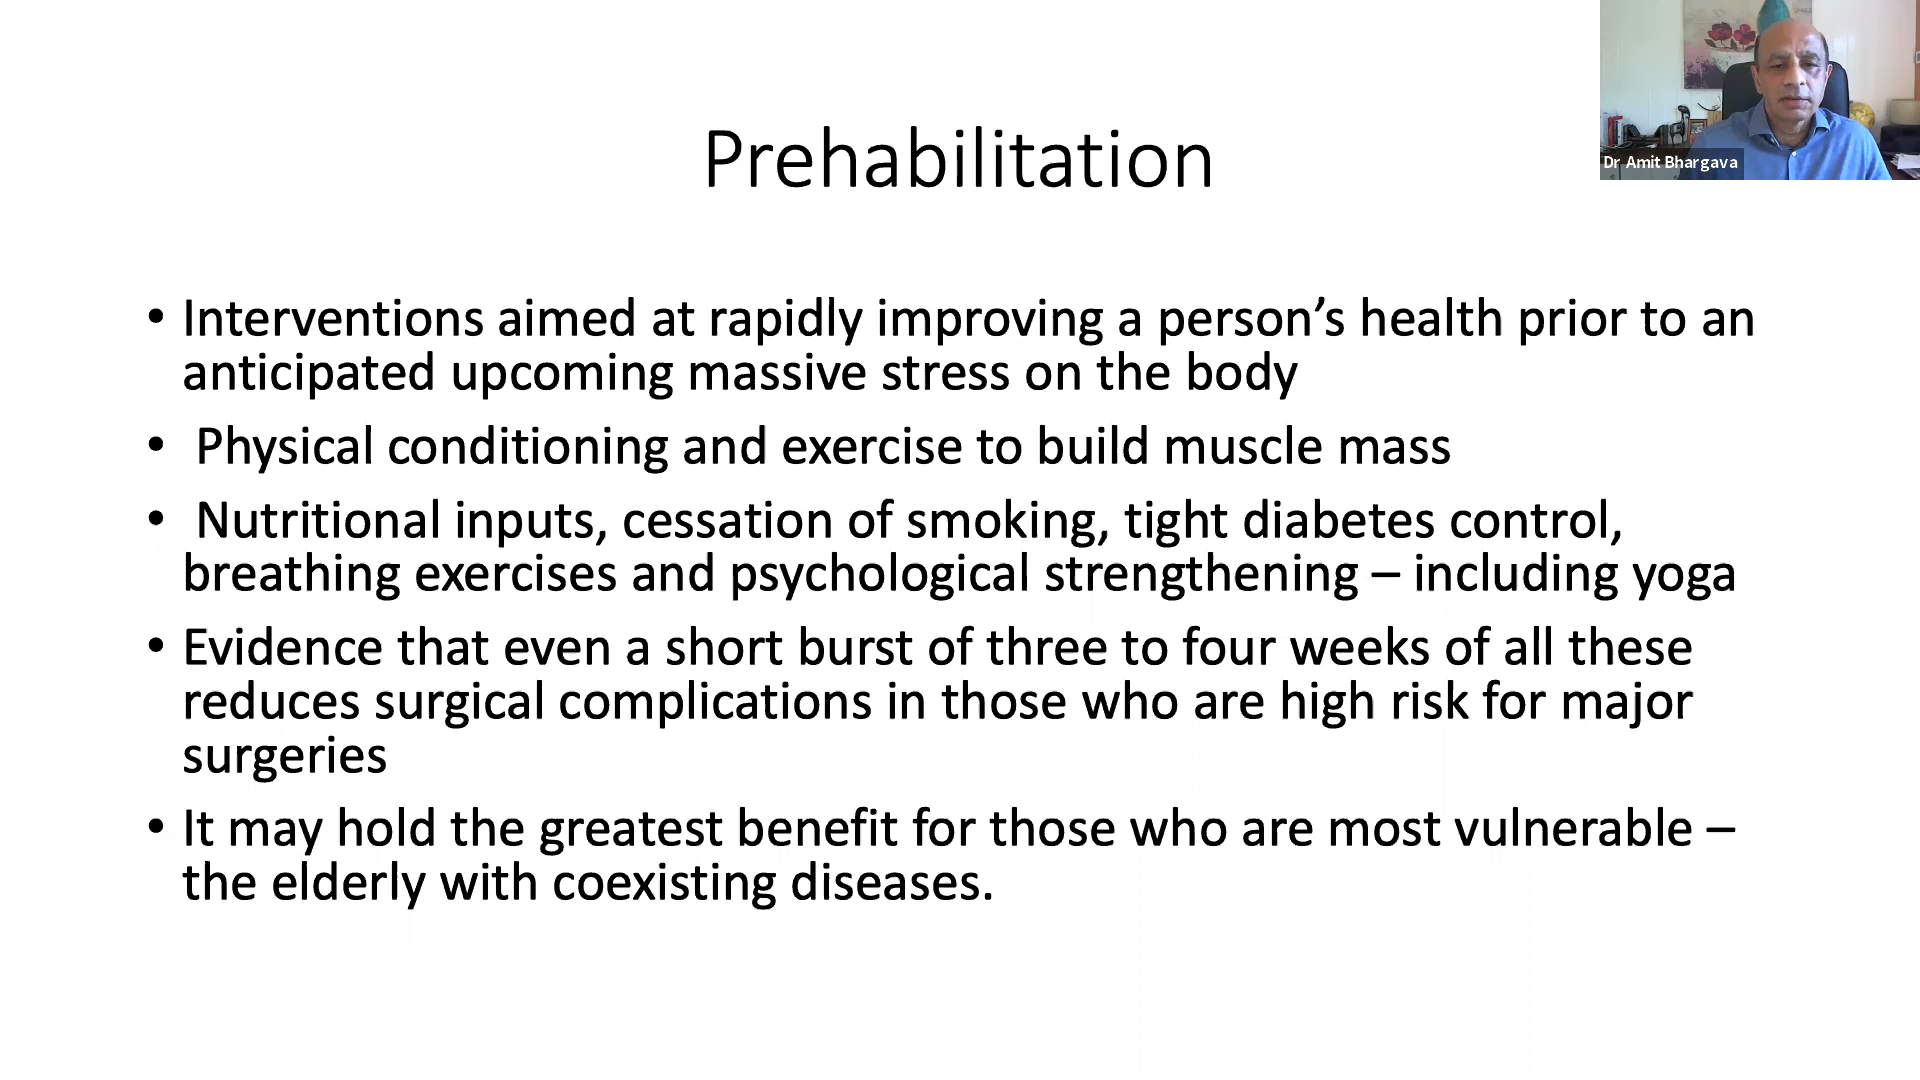 Dr Amit Bhargava
Prehabilitation
• Interventions aimed at rapidly improving a person’s health prior to an
anticipated upcoming massive stress on the body
• Physical conditioning and exercise to build muscle mass
• Nutritional inputs, cessation of smoking, tight diabetes control,
breathing exercises and psychological strengthening – including yoga
• Evidence that even a short burst of three to four weeks of all these
reduces surgical complications in those who are high risk for major
surgeries
• It may hold the greatest benefit for those who are most vulnerable –
the elderly with coexisting diseases.